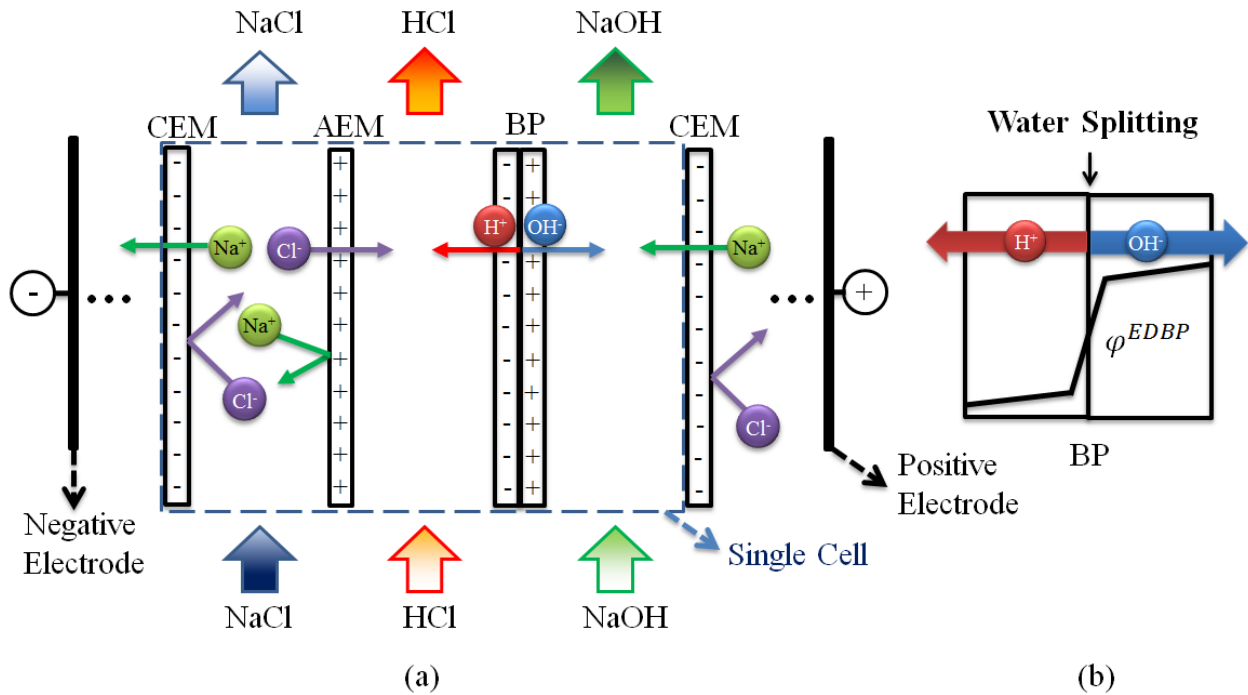 NaCl HCl NaOH
CEM AEM BP CEM
Water Splitting
- + - + -
H⁺ OH⁻
Na⁺ Cl⁻ Na⁺
H⁺ OH⁻
- ... ... +
Na⁺
φ^EDBP
Cl⁻
Cl⁻
BP
Negative
Electrode
Positive
Electrode
Single Cell
NaCl HCl NaOH
(a) (b)